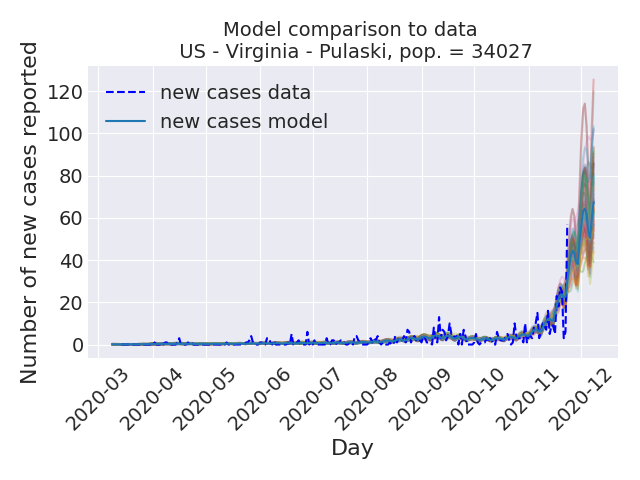 Model comparison to data
US - Virginia - Pulaski, pop. = 34027
Number of new cases reported
120
100
80
60
40
20
0
new cases data
new cases model
2020-03
2020-04
2020-05
2020-06
2020-07
2020-08
2020-09
2020-10
2020-11
2020-12
Day